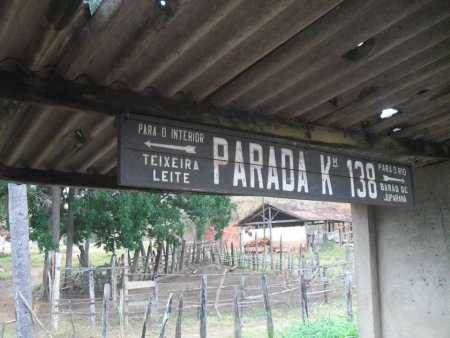 PARA O INTERIOR
TEIXEIRA
LEITE
PARADA KM 138
PARA O RIO
BARÃO DE
JUPARANÃ